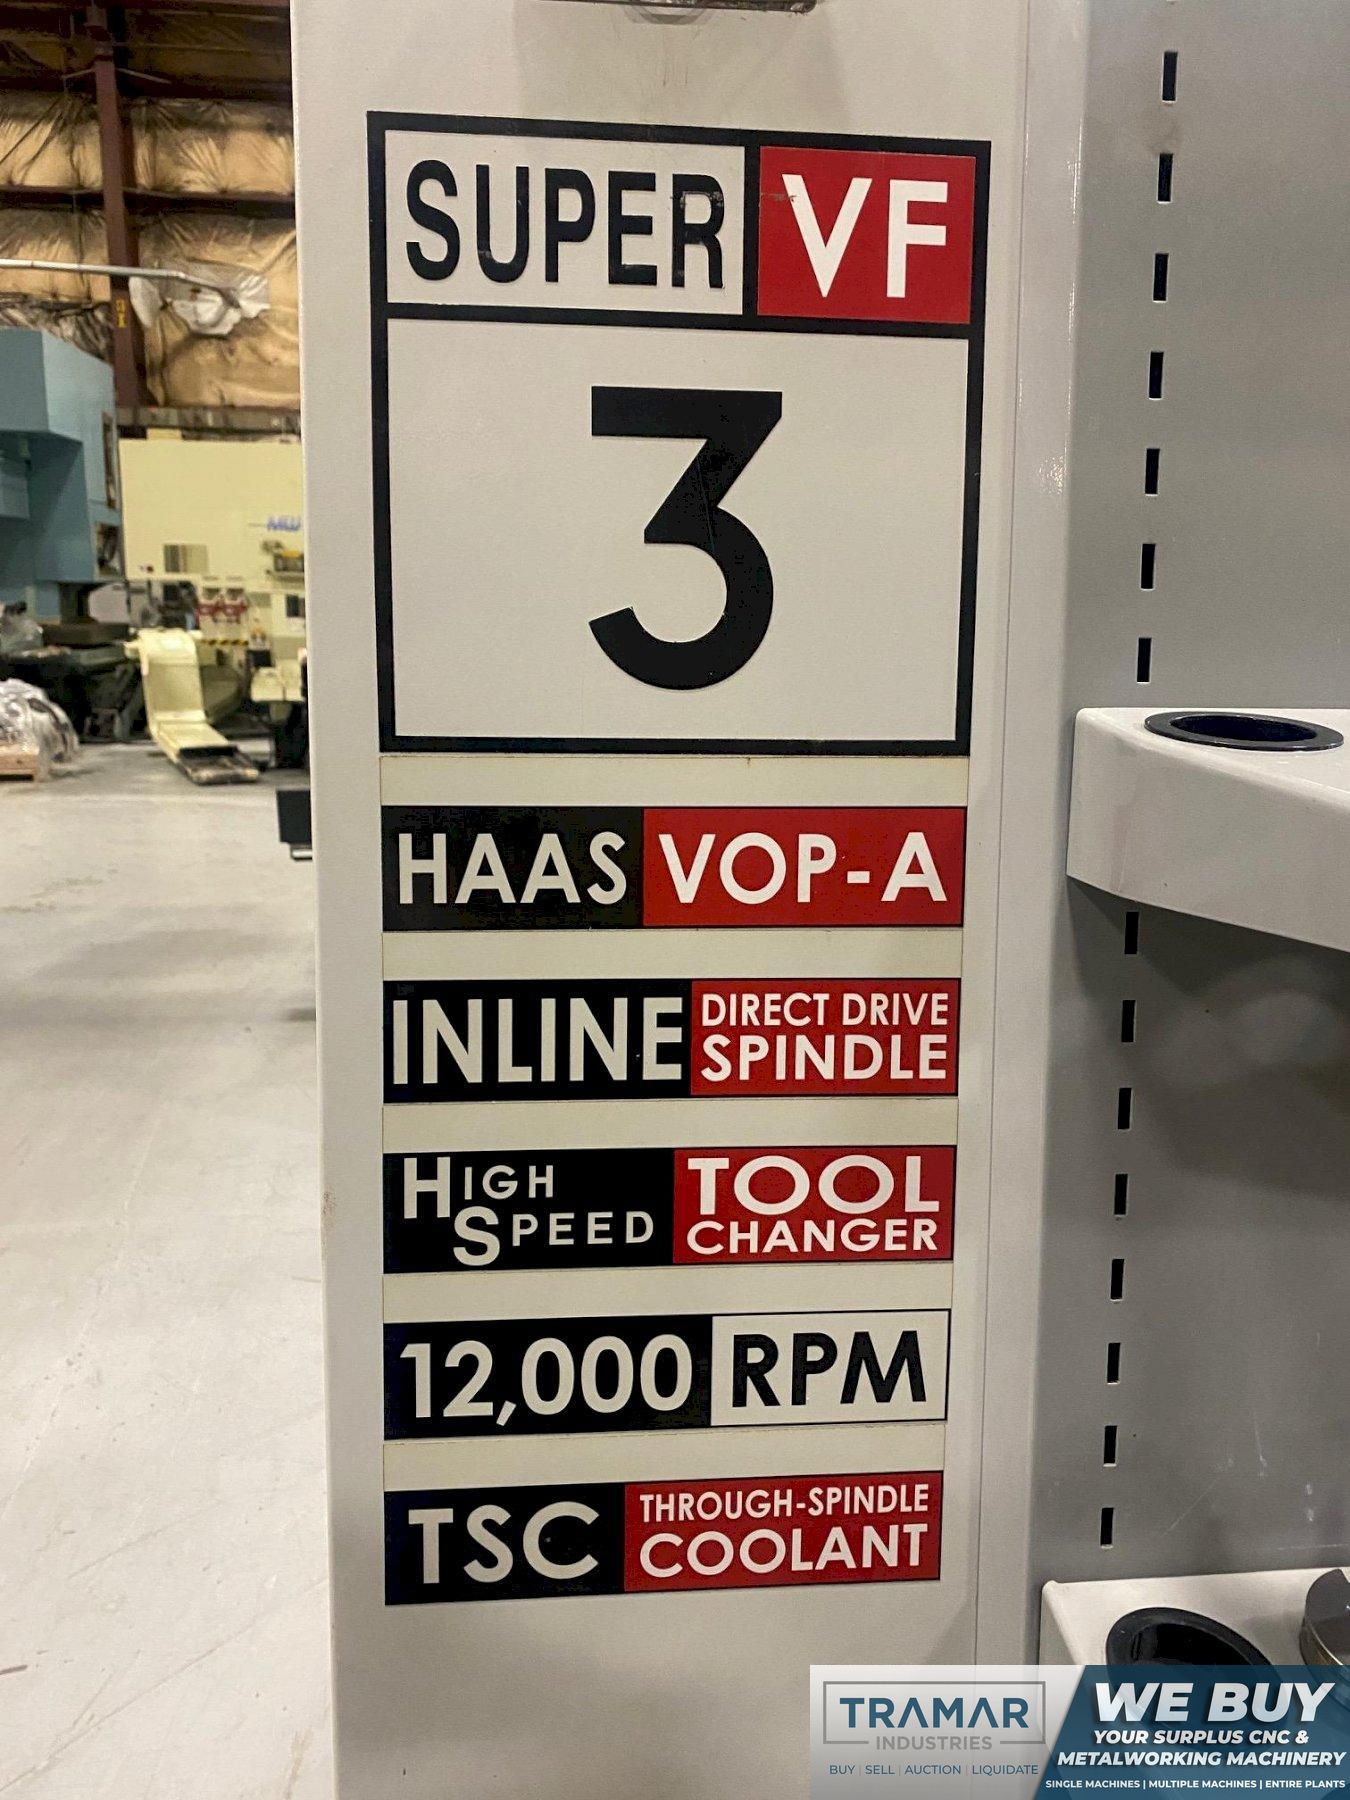 SUPER VF
3
HAAS VOP-A
INLINE DIRECT DRIVE
SPINDLE
HIGH
SPEED
TOOL
CHANGER
12,000 RPM
TSC THROUGH-SPINDLE
COOLANT
TRAMAR
INDUSTRIES
BUY | SELL | AUCTION | LIQUIDATE
WE BUY
YOUR SURPLUS CNC &
METALWORKING MACHINERY
SINGLE MACHINES | MULTIPLE MACHINES | ENTIRE PLANTS